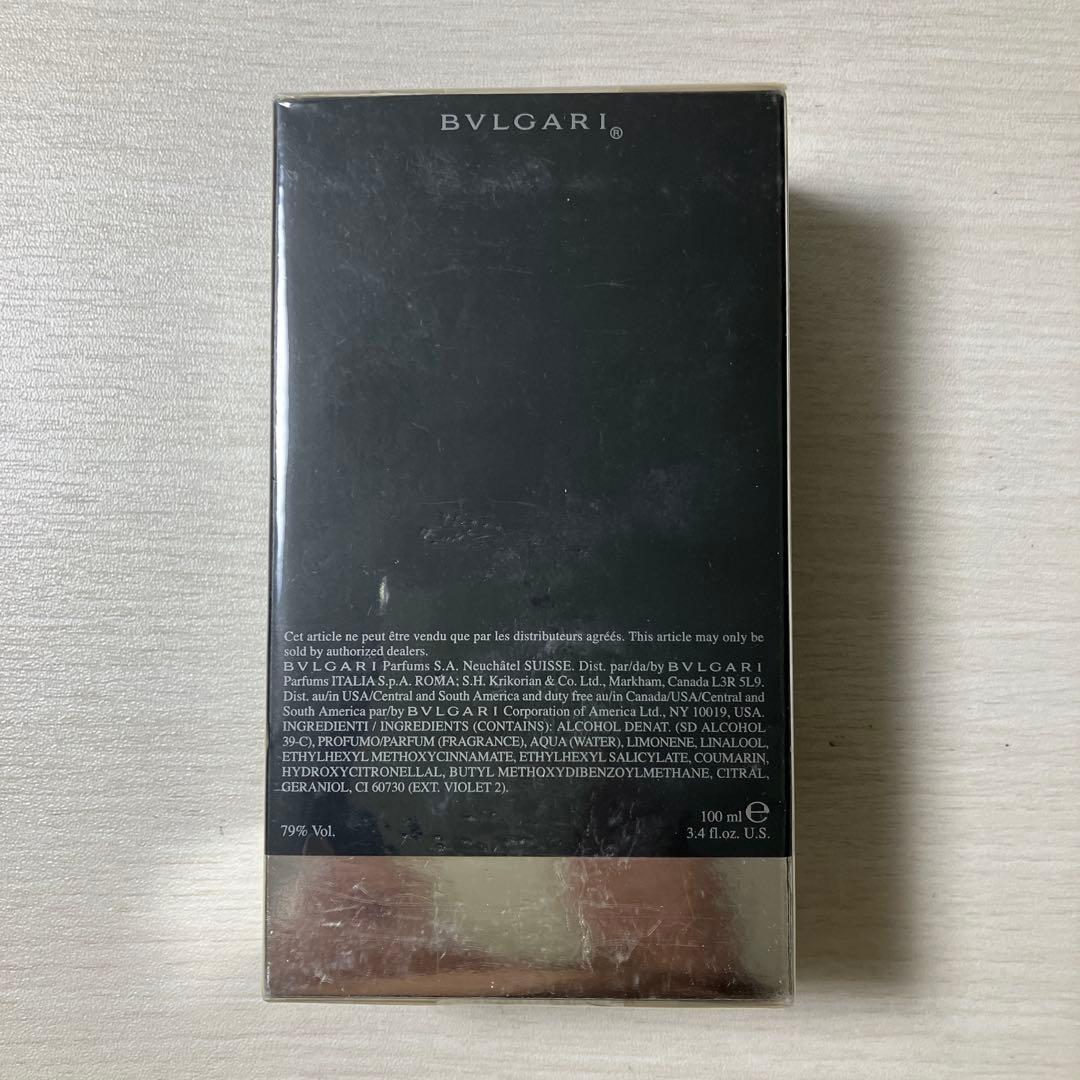 BVLGARI®
Cet article ne peut être vendu que par les distributeurs agréés. This article may only be
sold by authorized dealers.
BVLGARI Parfums S.A. Neuchâtel SUISSE. Dist. par/da/by BVLGARI
Parfums ITALIA S.p.A. ROMA; S.H. Krikorian & Co. Ltd., Markham, Canada L3R 5L9.
Dist. au/in USA/Central and South America and duty free au/in Canada/USA/Central and
South America par/by BVLGARI Corporation of America Ltd., NY 10019, USA.
INGREDIENTI / INGREDIENTS (CONTAINS): ALCOHOL DENAT. (SD ALCOHOL
39-C), PROFUMO/PARFUM (FRAGRANCE), AQUA (WATER), LIMONENE, LINALOOL,
ETHYLHEXYL METHOXYCINNAMATE, ETHYLHEXYL SALICYLATE, COUMARIN,
HYDROXYCITRONELLAL, BUTYL METHOXYDIBENZOYLMETHANE, CITRAL,
GERANIOL, CI 60730 (EXT. VIOLET 2).
100 ml ℮
79% Vol.
3.4 fl.oz. U.S.